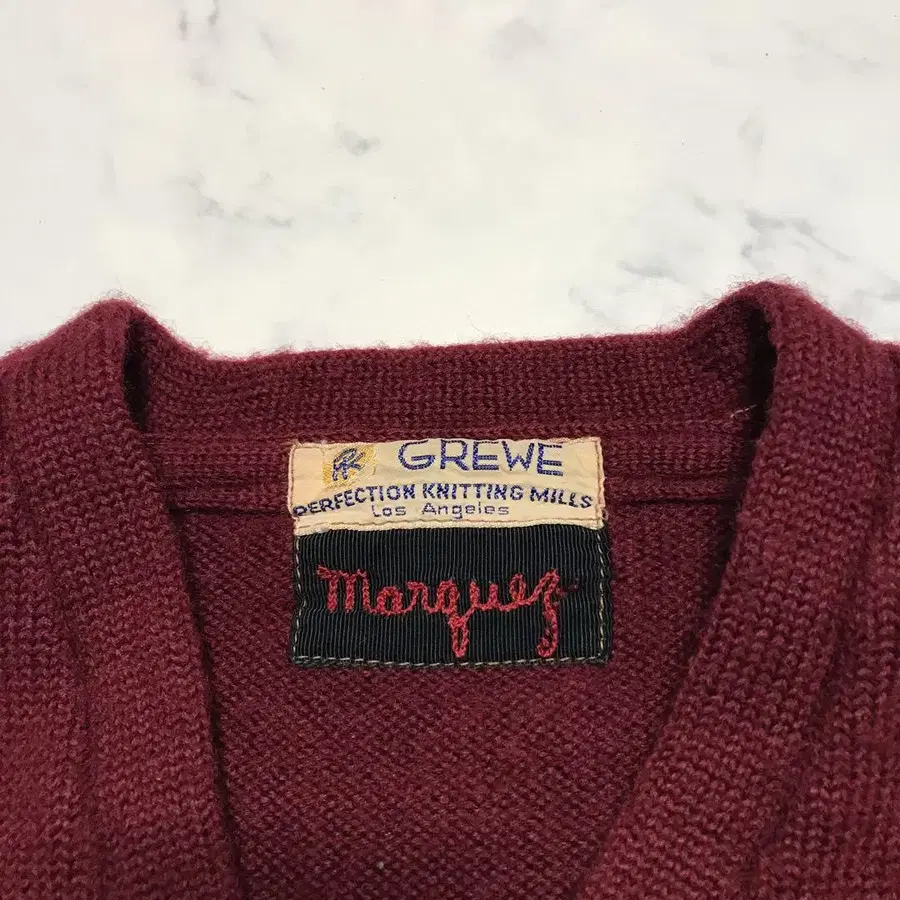 GREWE
PERFECTION KNITTING MILLS
Los Angeles
Marquez